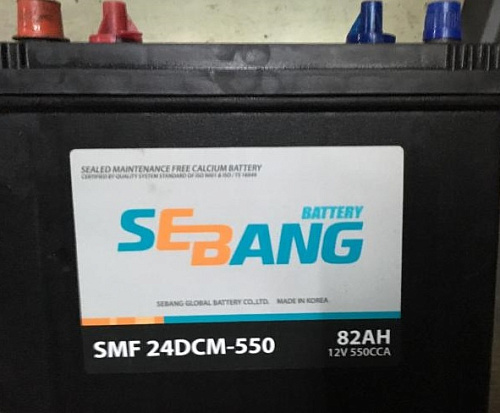 SEALED MAINTENANCE FREE CALCIUM BATTERY
CERTIFIED BY QUALITY SYSTEM STANDARD OF ISO 9001 & ISO / TS 16949
BATTERY
SEBANG
SEBANG GLOBAL BATTERY CO.,LTD. MADE IN KOREA
SMF 24DCM-550
82AH
12V 550CCA